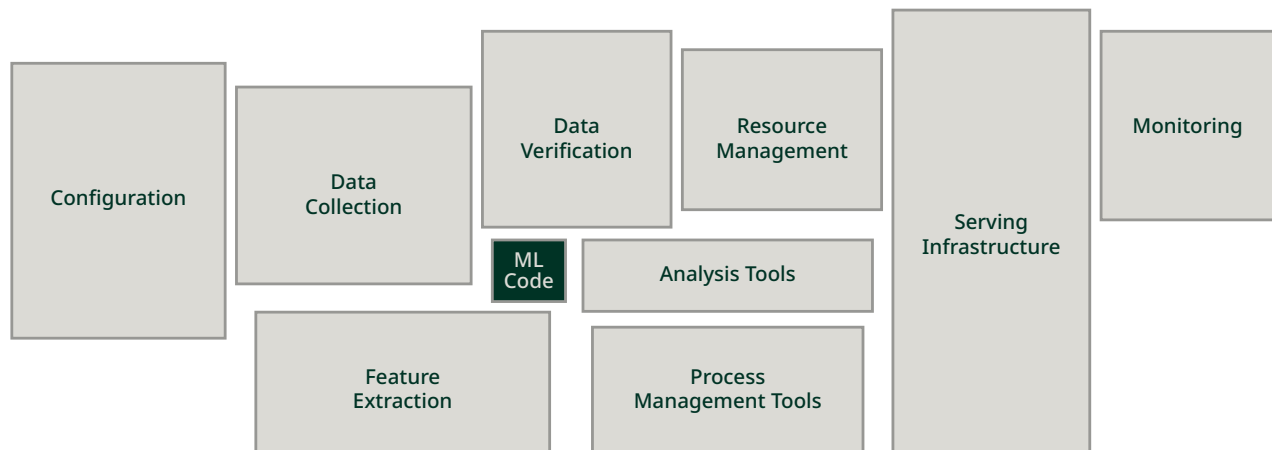 Configuration
Data
Collection
Data
Verification
Resource
Management
Serving
Infrastructure
Monitoring
ML
Code
Analysis Tools
Feature
Extraction
Process
Management Tools